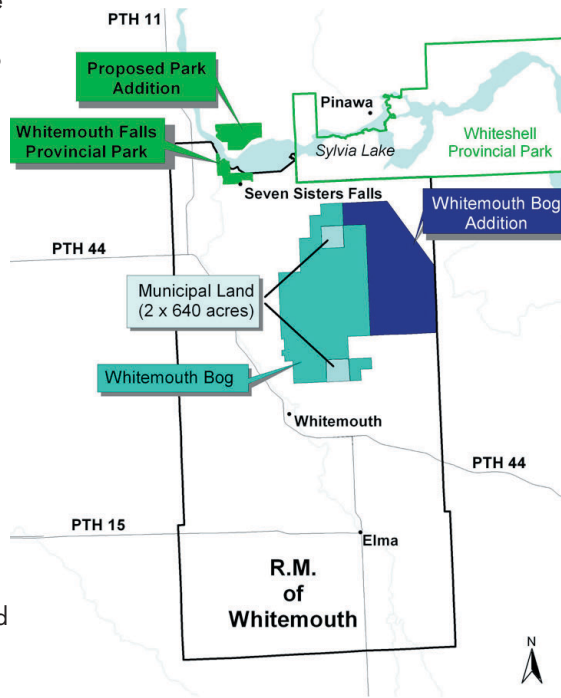 PTH 11
Proposed Park
Addition
Pinawa
Whitemouth Falls
Provincial Park
Sylvia Lake
Whiteshell
Provincial Park
Seven Sisters Falls
Whitemouth Bog
Addition
PTH 44
Municipal Land
(2 x 640 acres)
Whitemouth Bog
Whitemouth
PTH 44
PTH 15
Elma
R.M.
of
Whitemouth
N